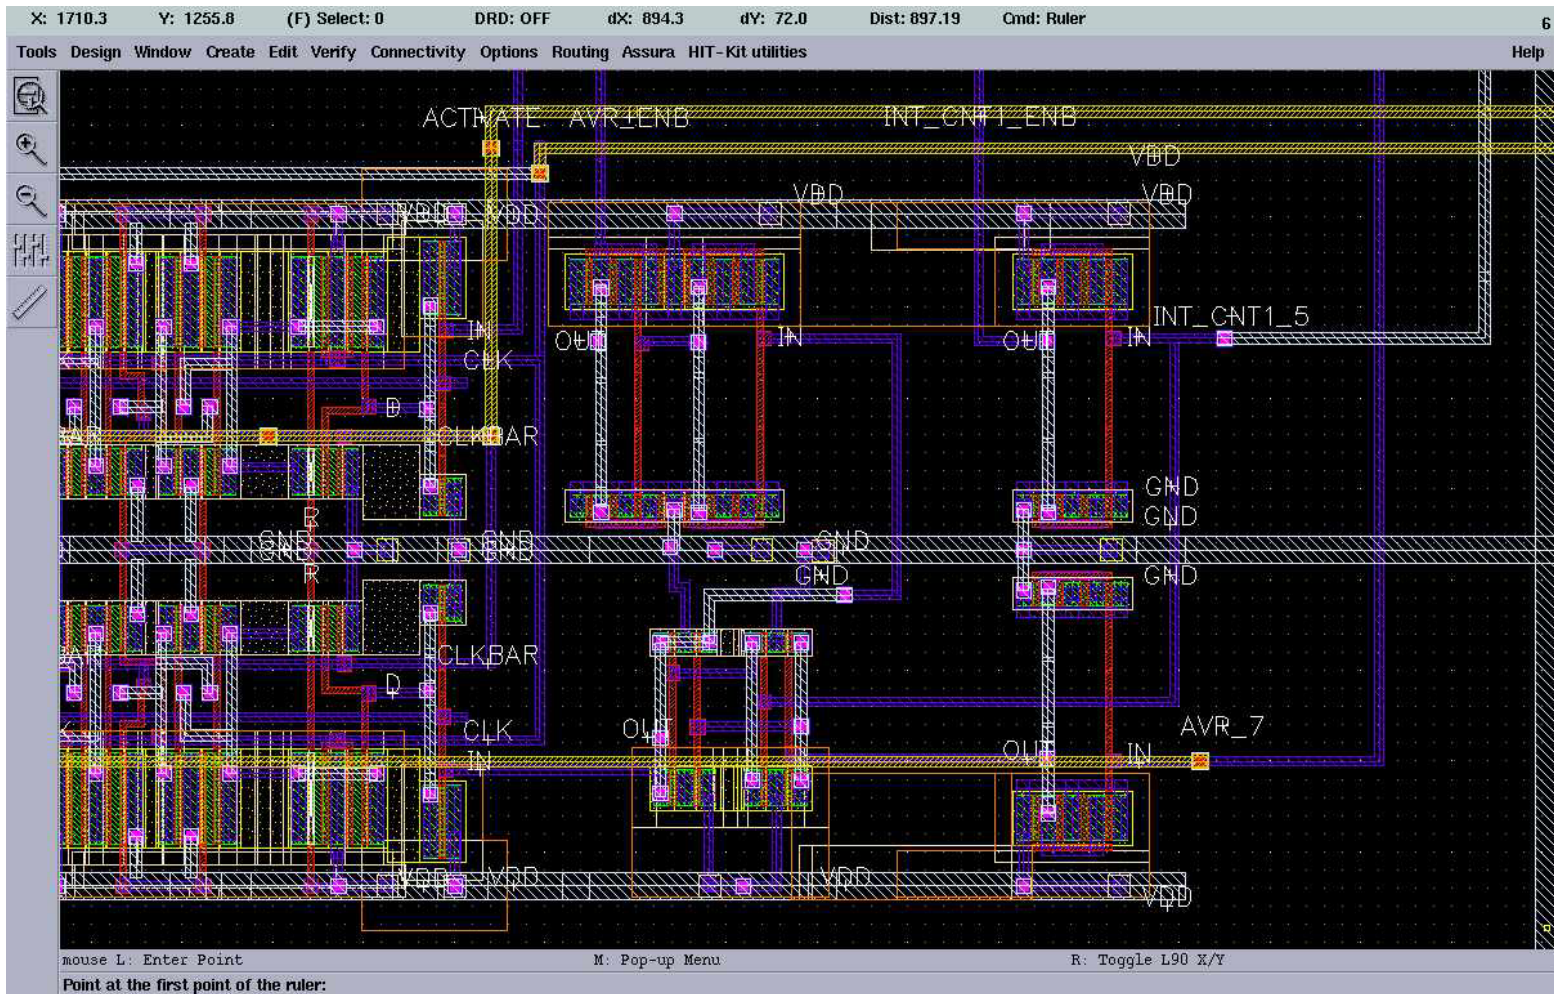 X: 1710.3 Y: 1255.8 (F) Select: 0 DRD: OFF dX: 894.3 dY: 72.0 Dist: 897.19 Cmd: Ruler 6
Tools Design Window Create Edit Verify Connectivity Options Routing Assura HIT-Kit utilities Help
ACTIVATE AVR_ENB INT_CNT1_ENB
VDD
VDD VDD
VDD VDD
INT_CNT1_5
IN OUT IN OUT IN
CLK
D
CLKBAR
GND
R GND
GND GND GND
GND GND
R GND GND
CLKBAR
D
CLK OUT AVR_7
IN OUT IN
VDD VDD VDD
VDD
mouse L: Enter Point M: Pop-up Menu R: Toggle L90 X/Y
Point at the first point of the ruler: